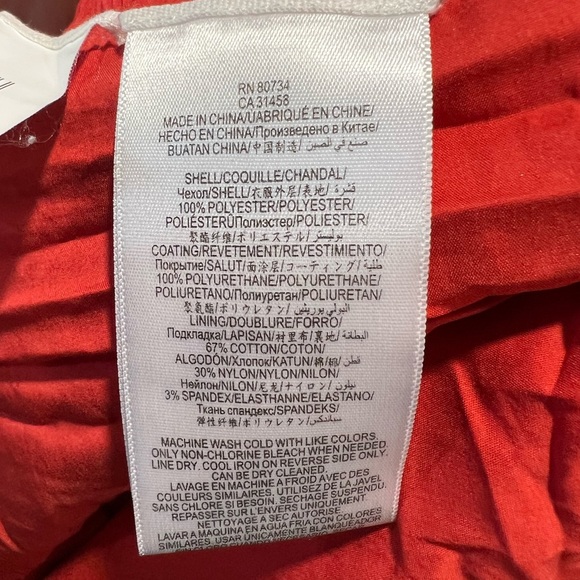 RN 80734
CA 31458
MADE IN CHINA/UABRIQUÉ EN CHINE/
HECHO EN CHINA/Произведено в Китае/
BUATAN CHINA/中国制造/ صنع في الصين
SHELL/COQUILLE/CHANDAL/
Чехол/SHELL/衣服外层/表地/ قشرة
100% POLYESTER/POLYESTER/
POLIÉSTERÜПолиэстер/POLIESTER/
聚酯纤维/ポリエステル/ بوليستر
COATING/REVETEMENT/REVESTIMIENTO/
Покрытие/SALUT/面涂层/コーティング/ طلية
100% POLYURETHANE/POLYURETHANE/
POLIURETANO/Полиуретан/POLIURETAN/
聚氨酯/ポリウレタン/ البولي يوريثين
LINING/DOUBLURE/FORRO/
Подкладка/LAPISAN/衬里布/裏地/ البطانة
67% COTTON/COTON/
ALGODÓN/Хлопок/KATUN/棉/綿/ قطن
30% NYLON/NYLON/NILON/
Нейлон/NILON/尼龙/ナイロン/ نيلون
3% SPANDEX/ELASTHANNE/ELASTANO/
Ткань спандекс/SPANDEKS/
弹性纤维/ポリウレタン/ سباندكس
MACHINE WASH COLD WITH LIKE COLORS.
ONLY NON-CHLORINE BLEACH WHEN NEEDED.
LINE DRY. COOL IRON ON REVERSE SIDE ONLY.
CAN BE DRY CLEANED.
LAVAGE EN MACHINE A FROID AVEC DES
COULEURS SIMILAIRES. UTILISEZ DE LA JAVEL
SANS CHLORE SI BESOIN. SECHAGE SUSPENDU.
REPASSER SUR L'ENVERS UNIQUEMENT
NETTOYAGE A SEC AUTORISE
LAVAR A MAQUINA EN FRIO CON COLORES
SIMILARES. USO UNICAMENTE BLANQUEADOR